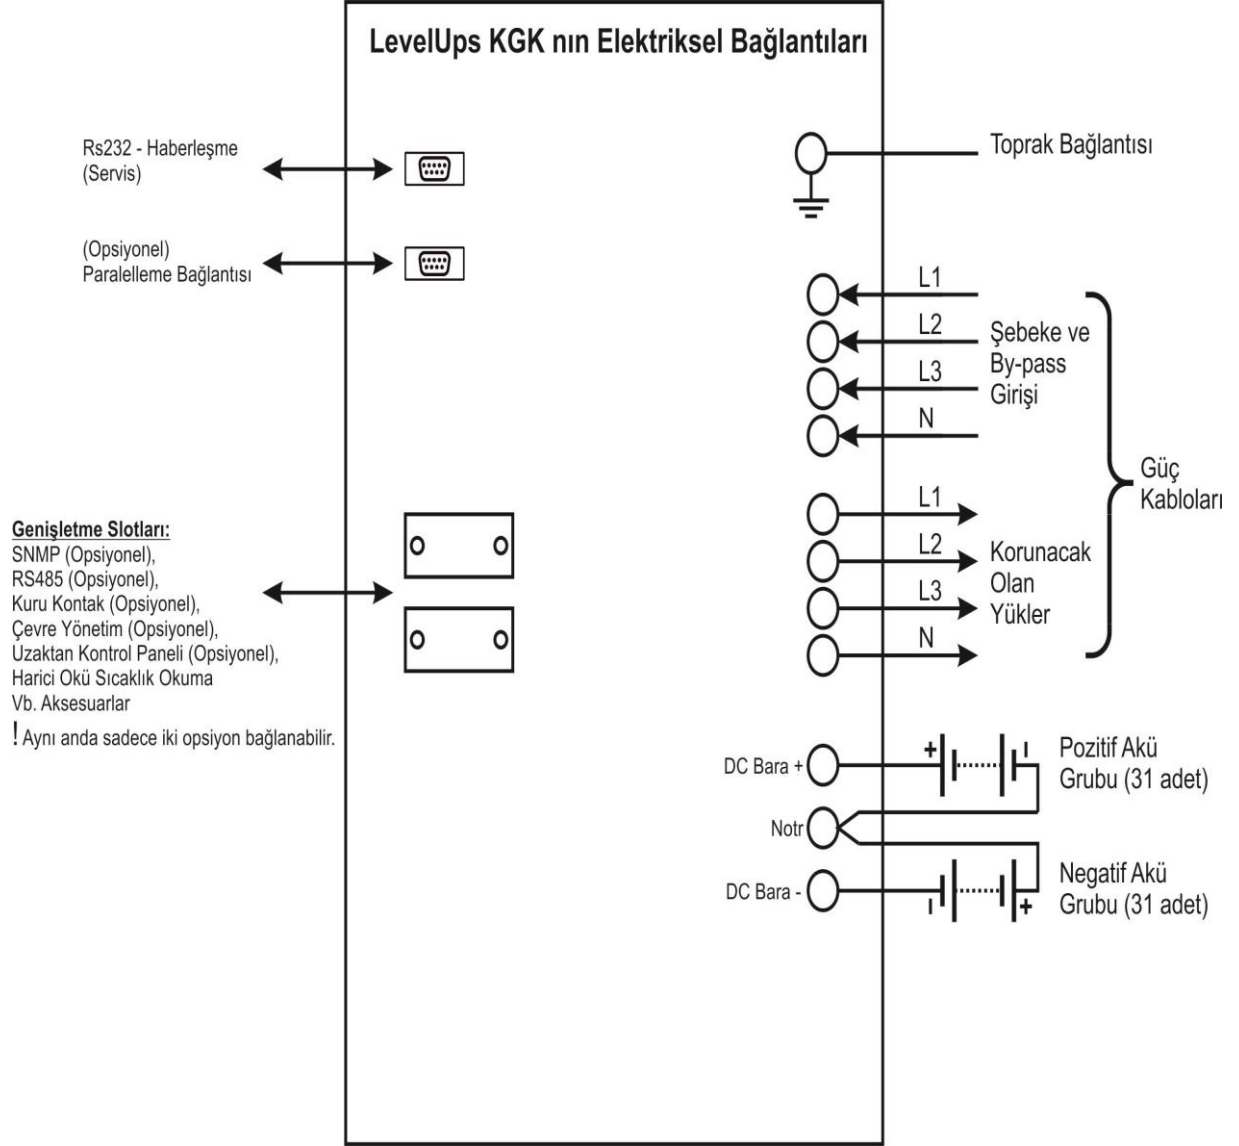 LevelUps KGK nın Elektriksel Bağlantıları
Rs232 - Haberleşme
(Servis)
(Opsiyonel)
Paralelleme Bağlantısı
Genişletme Slotları:
SNMP (Opsiyonel),
RS485 (Opsiyonel),
Kuru Kontak (Opsiyonel),
Çevre Yönetim (Opsiyonel),
Uzaktan Kontrol Paneli (Opsiyonel),
Harici Okü Sıcaklık Okuma
Vb. Aksesuarlar
! Aynı anda sadece iki opsiyon bağlanabilir.
Toprak Bağlantısı
L1
L2
L3
N
Şebeke ve
By-pass
Girişi
L1
L2
L3
N
Korunacak
Olan
Yükler
Güç
Kabloları
DC Bara +
+
-
Pozitif Akü
Grubu (31 adet)
Notr
DC Bara -
-
+
Negatif Akü
Grubu (31 adet)